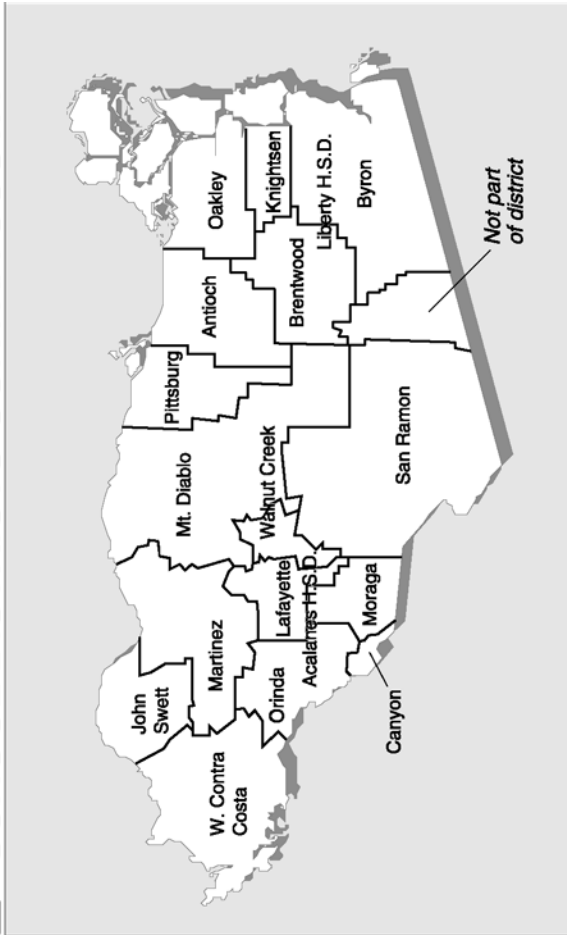 John
Swett
W. Contra
Costa
Martinez
Orinda
Lafayette
Acalanes H.S.D.
Moraga
Canyon
Mt. Diablo
Walnut Creek
Pittsburg
Antioch
San Ramon
Oakley
Knightsen
Brentwood
Liberty H.S.D.
Byron
Not part
of district